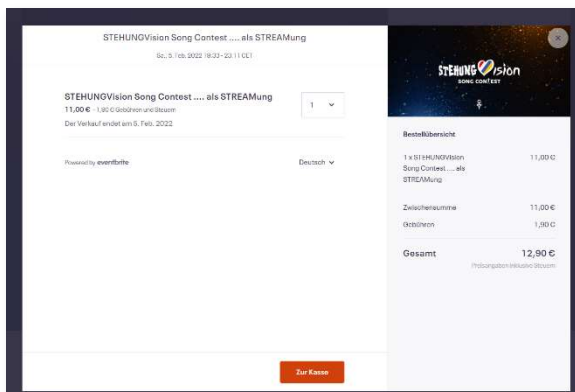 STEHUNGVision Song Contest .... als STREAMung
Sa., 5. Feb. 2022 19:30 - 23:11 CET
STEHUNGVision Song Contest .... als STREAMung
1
11,00 € + 1,90 € Gebühren und Steuern
Der Verkauf endet am 5. Feb. 2022
Powered by eventbrite
Deutsch
Zur Kasse
STEHUNG Vision
SONG CONTEST
Bestellübersicht
1 x STEHUNGVision
Song Contest .... als
STREAMung
11,00 €
Zwischensumme
11,00 €
Gebühren
1,90 €
Gesamt
12,90 €
Preisangaben inklusive Steuern